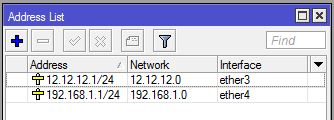 Address List
Find
Address Network Interface
12.12.12.1/24 12.12.12.0 ether3
192.168.1.1/24 192.168.1.0 ether4